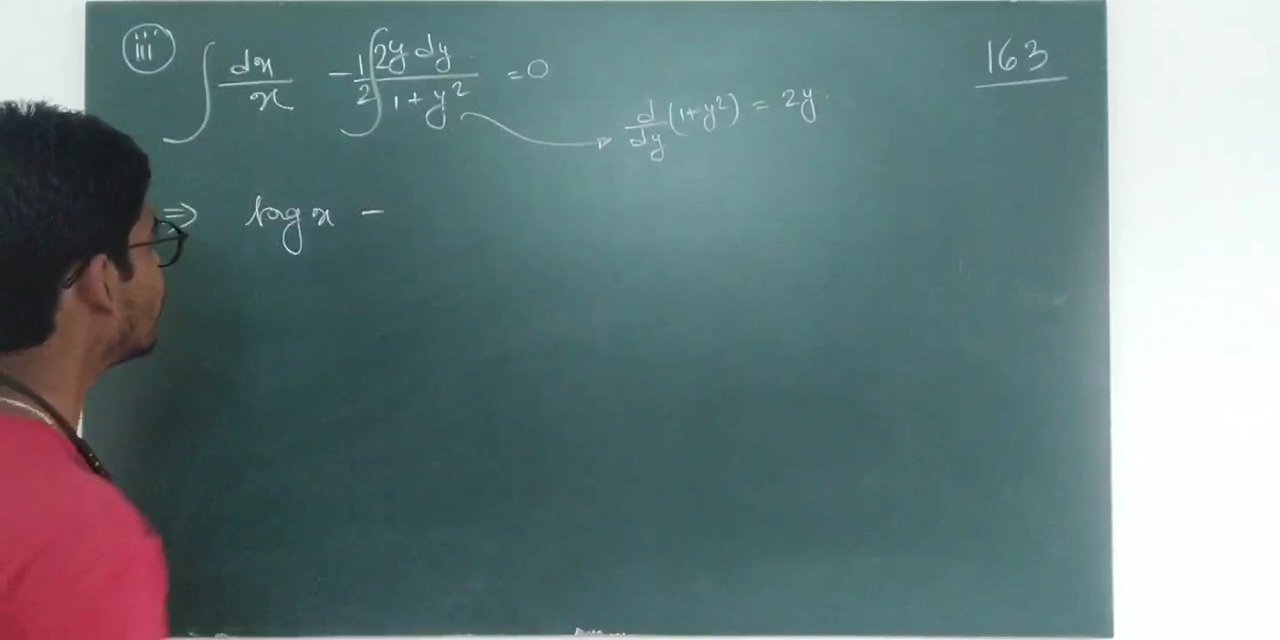 (iii) ∫ dx/x - 1/2 ∫ 2y dy/1+y² = 0
163
d/dy (1+y²) = 2y.
⇒ log x -